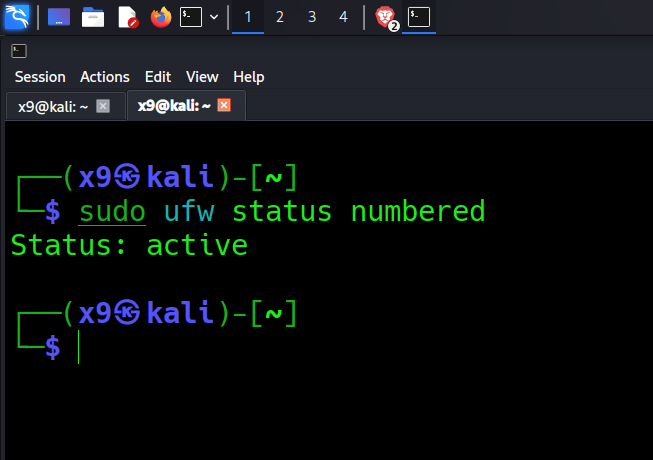 1 2 3 4 2
Session Actions Edit View Help
x9@kali: ~ x9@kali: ~
┌──(x9㉿kali)-[~]
└─$ sudo ufw status numbered
Status: active
┌──(x9㉿kali)-[~]
└─$